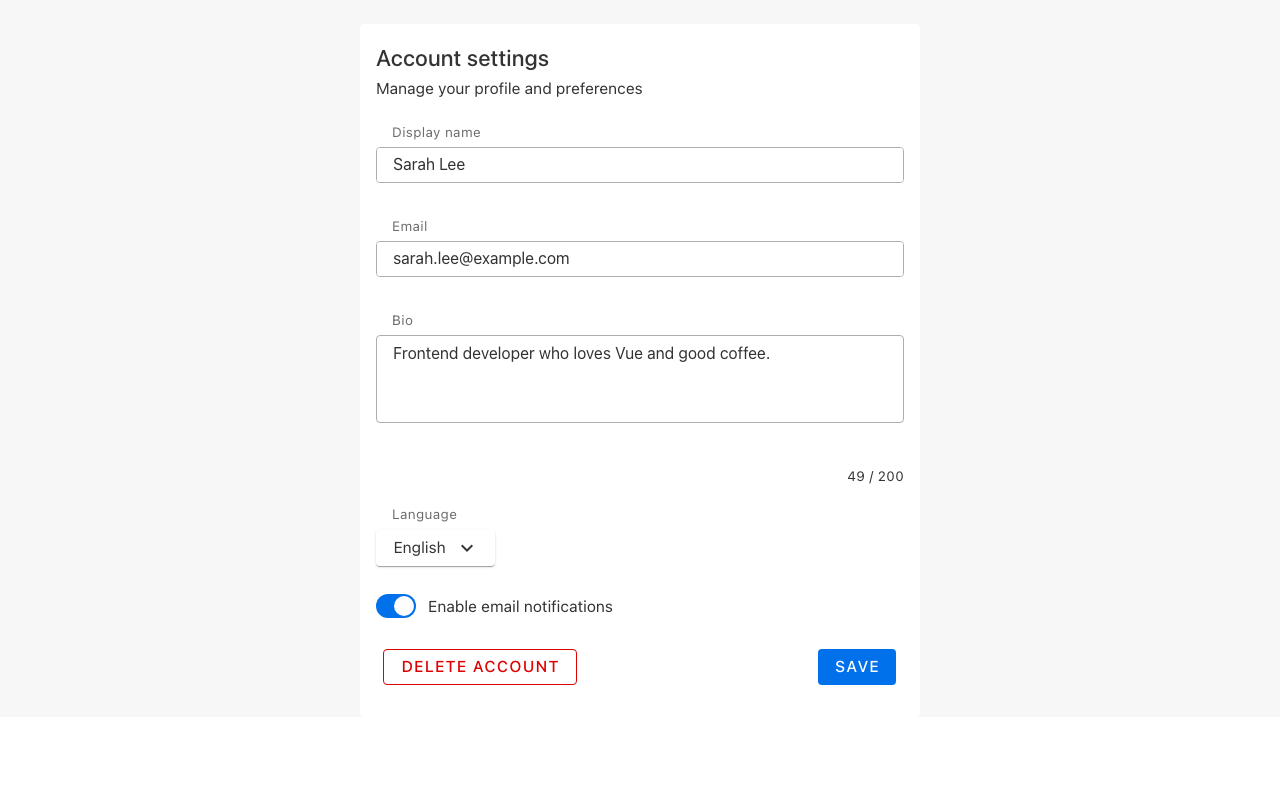 Account settings
Manage your profile and preferences
Display name
Sarah Lee
Email
sarah.lee@example.com
Bio
Frontend developer who loves Vue and good coffee.
49 / 200
Language
English
Enable email notifications
DELETE ACCOUNT
SAVE